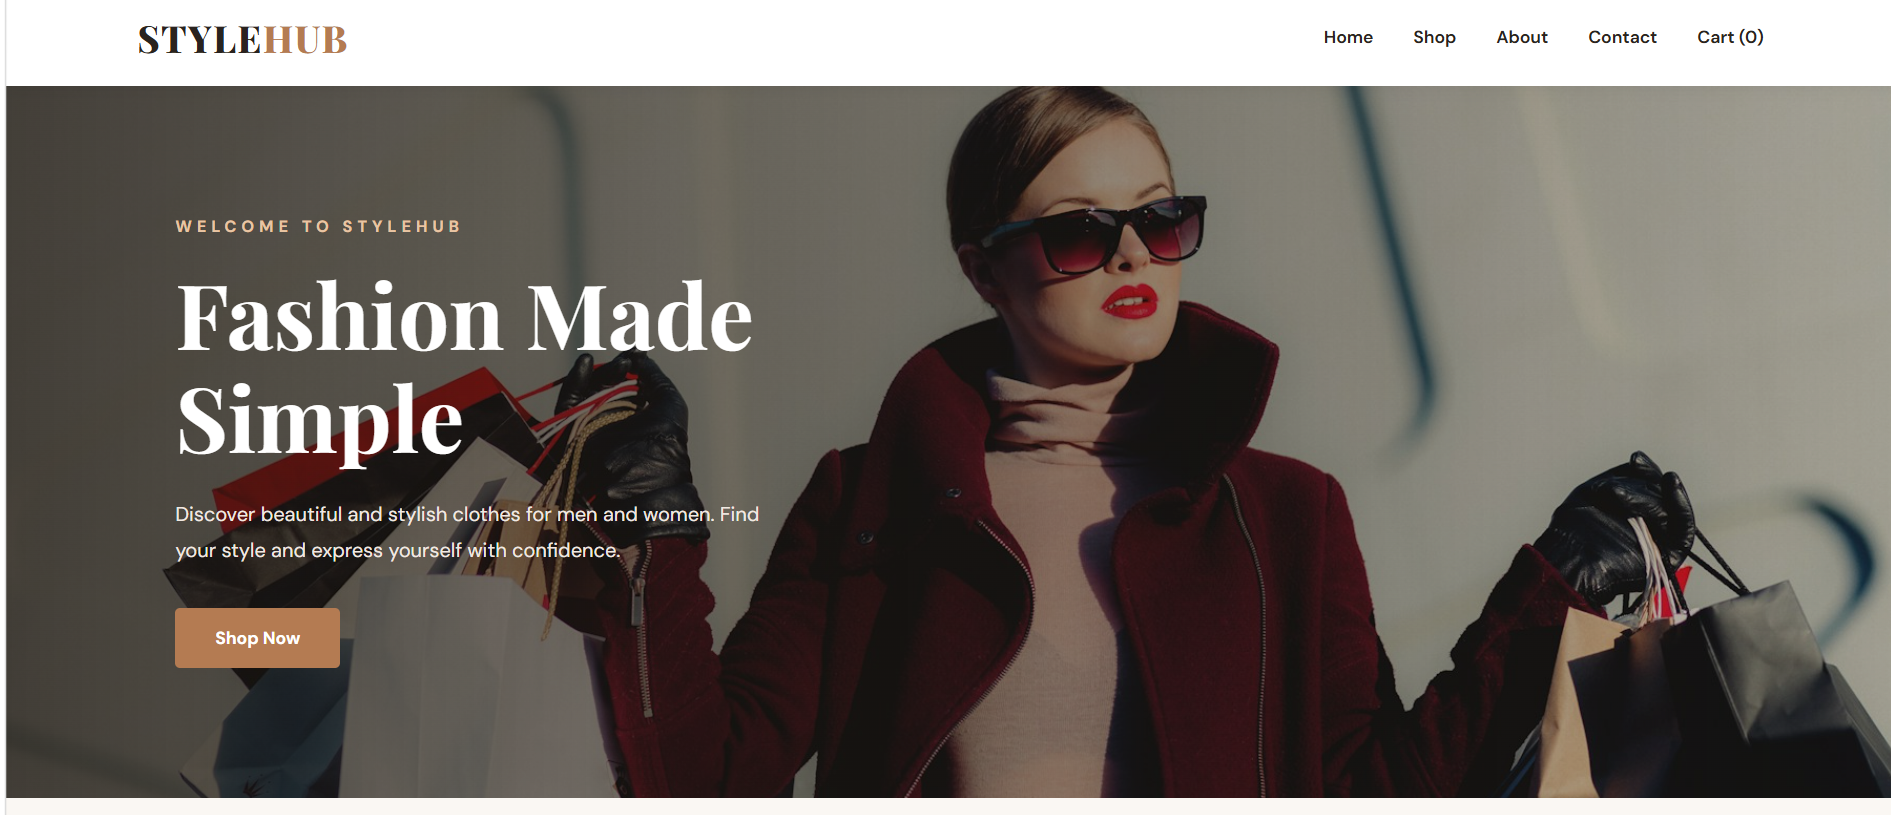 STYLEHUB
Home Shop About Contact Cart (0)
WELCOME TO STYLEHUB
Fashion Made
Simple
Discover beautiful and stylish clothes for men and women. Find
your style and express yourself with confidence.
Shop Now